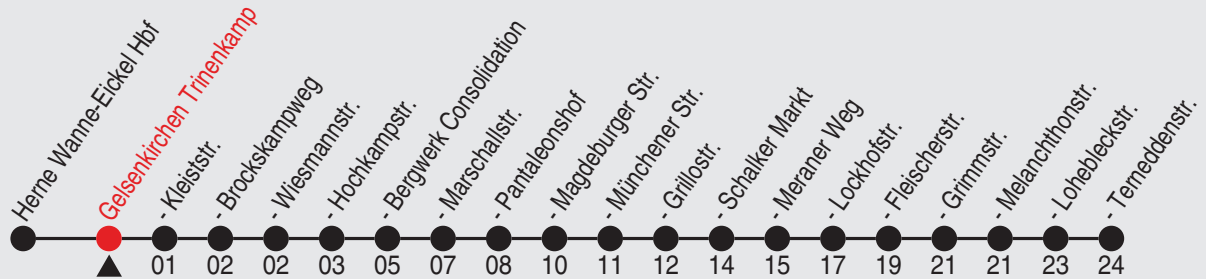 Herne Wanne-Eickel Hbf
Gelsenkirchen Trinenkamp
- Kleiststr.
- Brockskampweg
- Wiesmannstr.
- Hochkampstr.
- Bergwerk Consolidation
- Marschallstr.
- Pantaleonshof
- Magdeburger Str.
- Münchener Str.
- Grillostr.
- Schalker Markt
- Meraner Weg
- Lockhofstr.
- Fleischerstr.
- Grimmstr.
- Melanchthonstr.
- Lohebleckstr.
- Terneddenstr.
01 02 02 03 05 07 08 10 11 12 14 15 17 19 21 21 23 24